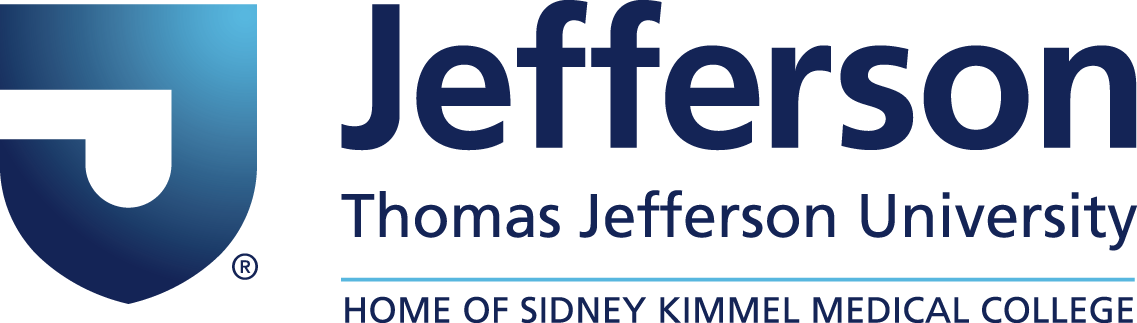 Jefferson
Thomas Jefferson University
®
HOME OF SIDNEY KIMMEL MEDICAL COLLEGE